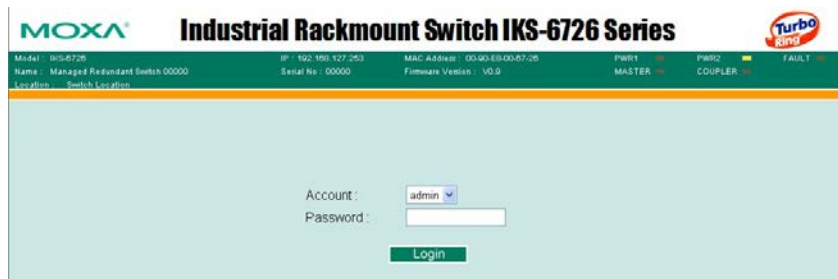 MOXA Industrial Rackmount Switch IKS-6726 Series Turbo Ring
Model : IKS-6726 IP : 192.168.127.253 MAC Address : 00-90-E8-00-67-26 PWR1 PWR2 FAULT
Name : Managed Redundant Switch 00000 Serial No : 00000 Firmware Version : V0.9 MASTER COUPLER
Location : Switch Location
Account :
admin
Password :
Login